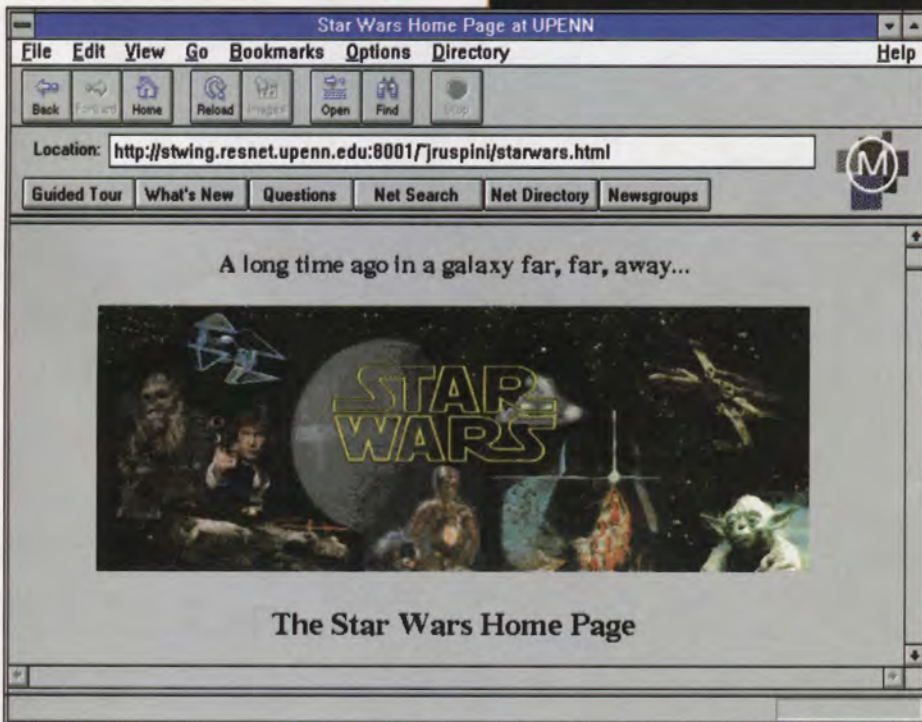 Star Wars Home Page at UPENN
File Edit View Go Bookmarks Options Directory Help
Back Forward Home Reload Images Open Find Stop
Location: http://stwing.resnet.upenn.edu:8001/~jruspini/starwars.html
Guided Tour What's New Questions Net Search Net Directory Newsgroups
M
A long time ago in a galaxy far, far, away...
STAR
WARS
The Star Wars Home Page